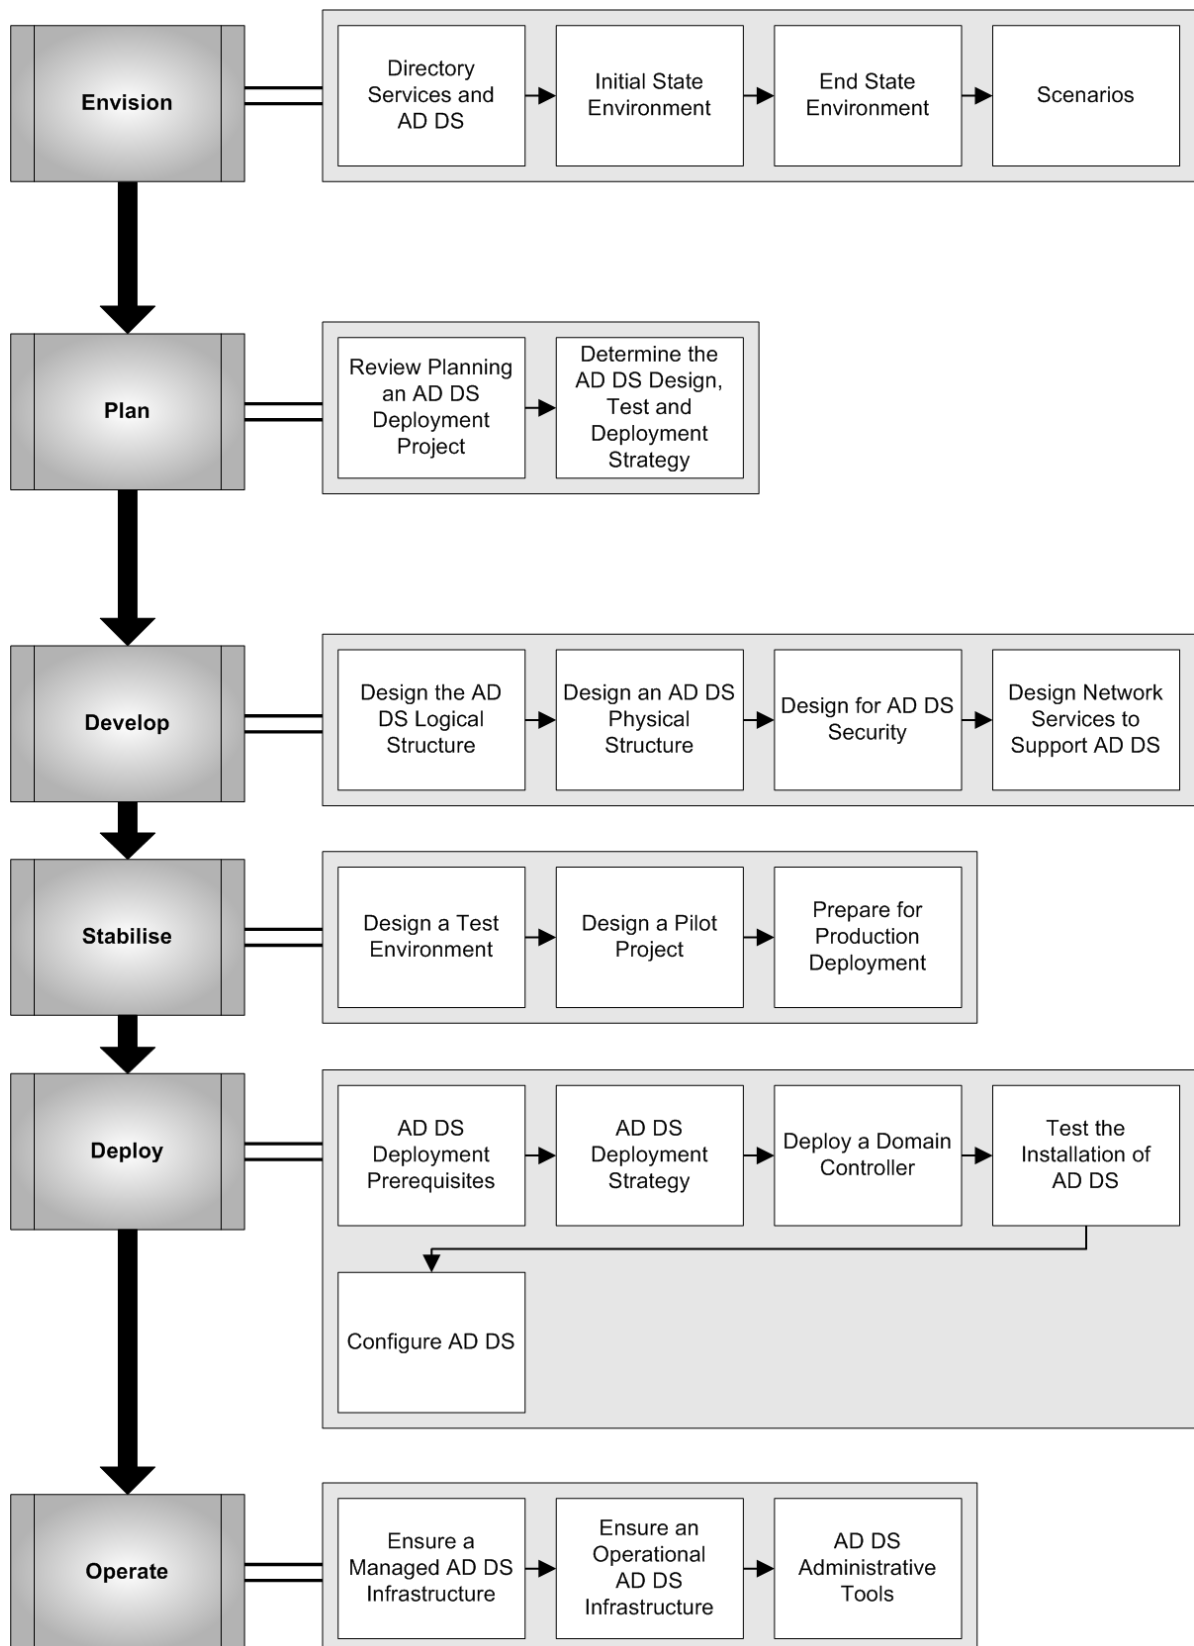 Envision
Directory
Services and
AD DS
Initial State
Environment
End State
Environment
Scenarios
Plan
Review Planning
an AD DS
Deployment
Project
Determine the
AD DS Design,
Test and
Deployment
Strategy
Develop
Design the AD
DS Logical
Structure
Design an AD DS
Physical
Structure
Design for AD DS
Security
Design Network
Services to
Support AD DS
Stabilise
Design a Test
Environment
Design a Pilot
Project
Prepare for
Production
Deployment
Deploy
AD DS
Deployment
Prerequisites
AD DS
Deployment
Strategy
Deploy a Domain
Controller
Test the
Installation of
AD DS
Configure AD DS
Operate
Ensure a
Managed AD DS
Infrastructure
Ensure an
Operational
AD DS
Infrastructure
AD DS
Administrative
Tools